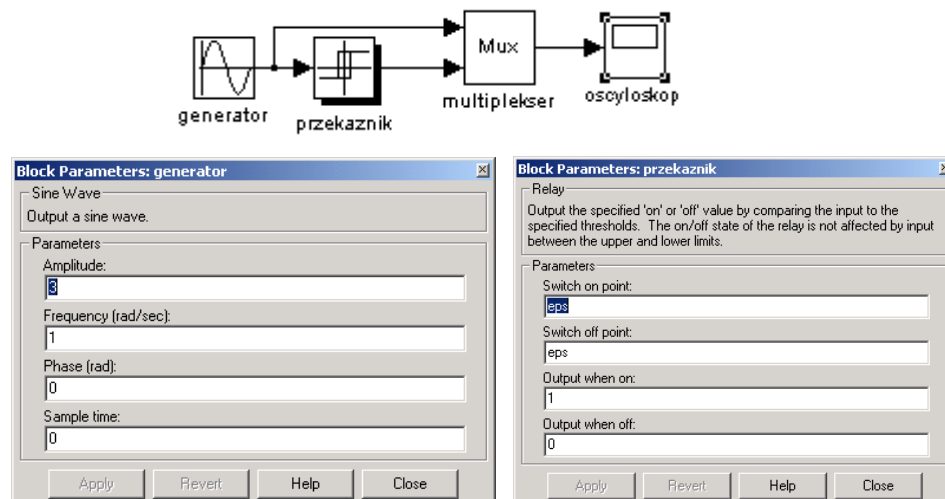 Mux
generator
przekaznik
multiplekser
oscyloskop
Block Parameters: generator
Sine Wave
Output a sine wave.
Parameters
Amplitude:
3
Frequency (rad/sec):
1
Phase (rad):
0
Sample time:
0
Apply
Revert
Help
Close
Block Parameters: przekaznik
Relay
Output the specified 'on' or 'off' value by comparing the input to the
specified thresholds. The on/off state of the relay is not affected by input
between the upper and lower limits.
Parameters
Switch on point:
eps
Switch off point:
eps
Output when on:
1
Output when off:
0
Apply
Revert
Help
Close